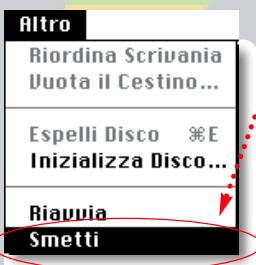 Altro
Riordina Scrivania
Vuota il Cestino...
Espelli Disco ⌘E
Inizializza Disco...
Riavvia
Smetti